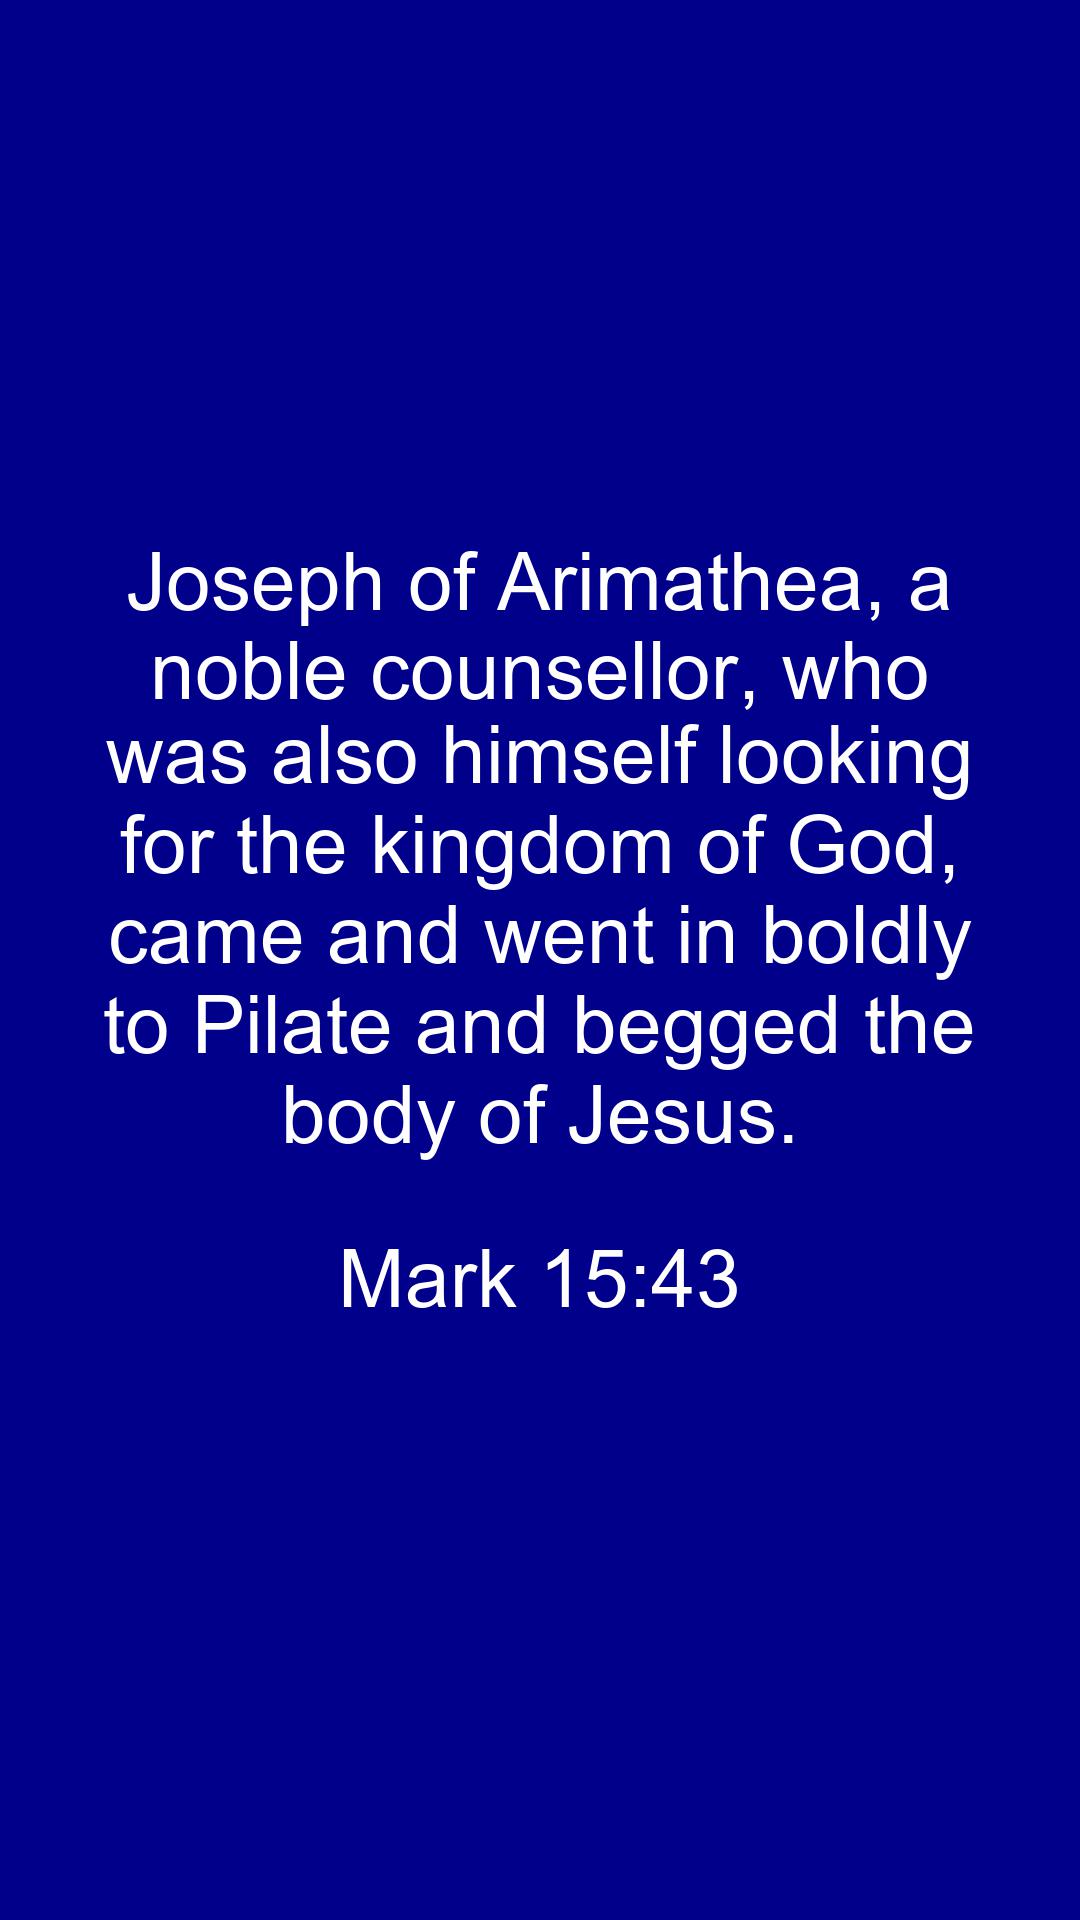 Joseph of Arimathea, a
noble counsellor, who
was also himself looking
for the kingdom of God,
came and went in boldly
to Pilate and begged the
body of Jesus.
Mark 15:43